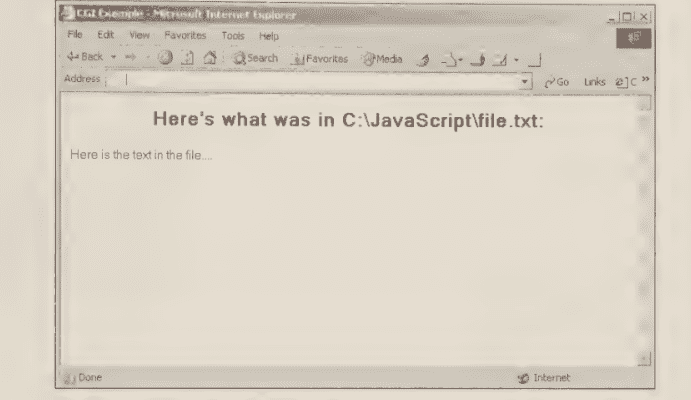 CGI Example - Microsoft Internet Explorer
File Edit View Favorites Tools Help
Back Search Favorites Media
Address Go Links C »
Here's what was in C:\JavaScript\file.txt:
Here is the text in the file....
Done Internet